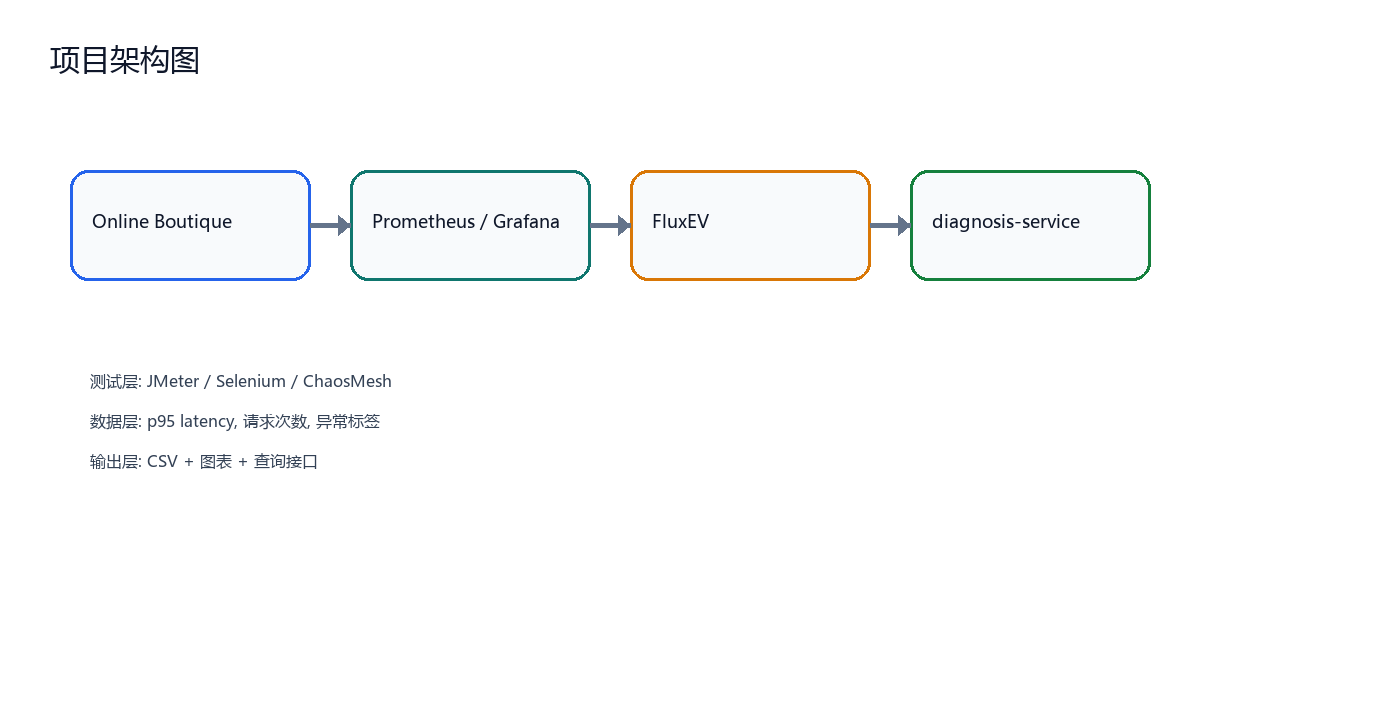 项目架构图
Online Boutique
Prometheus / Grafana
FluxEV
diagnosis-service
测试层: JMeter / Selenium / ChaosMesh
数据层: p95 latency, 请求次数, 异常标签
输出层: CSV + 图表 + 查询接口